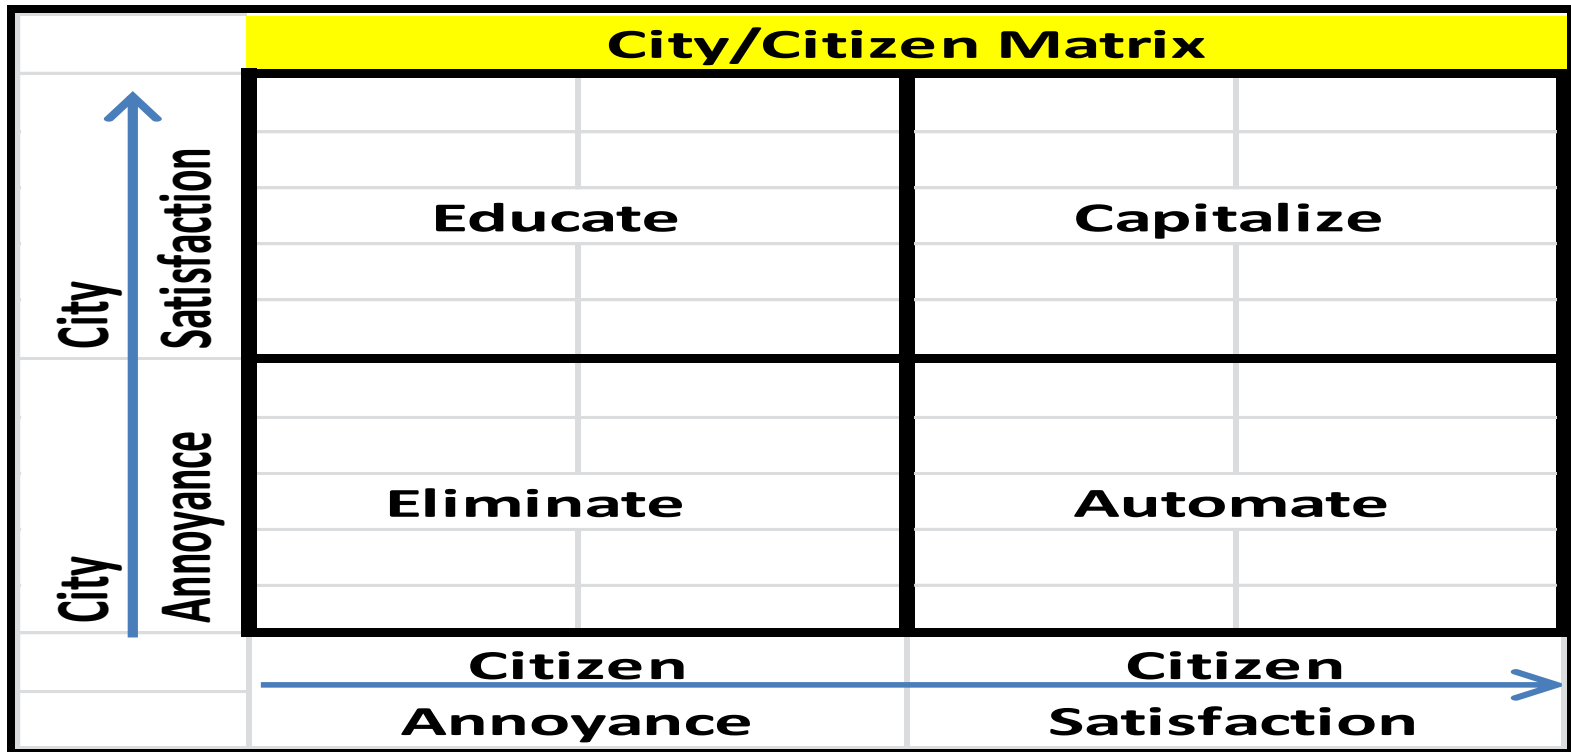 City/Citizen Matrix
City
Satisfaction
Educate
Capitalize
City
Annoyance
Eliminate
Automate
Citizen
Annoyance
Citizen
Satisfaction